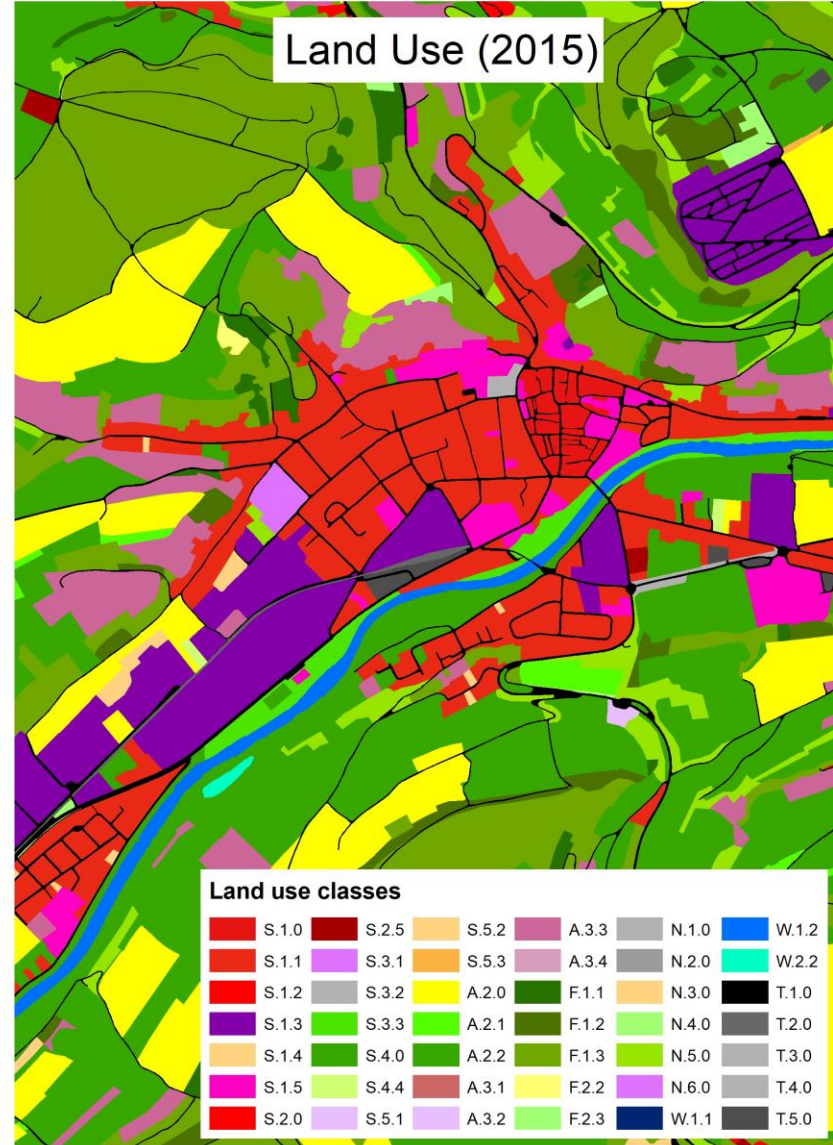 Land Use (2015)
Land use classes
S.1.0 S.2.5 S.5.2 A.3.3 N.1.0 W.1.2
S.1.1 S.3.1 S.5.3 A.3.4 N.2.0 W.2.2
S.1.2 S.3.2 A.2.0 F.1.1 N.3.0 T.1.0
S.1.3 S.3.3 A.2.1 F.1.2 N.4.0 T.2.0
S.1.4 S.4.0 A.2.2 F.1.3 N.5.0 T.3.0
S.1.5 S.4.4 A.3.1 F.2.2 N.6.0 T.4.0
S.2.0 S.5.1 A.3.2 F.2.3 W.1.1 T.5.0